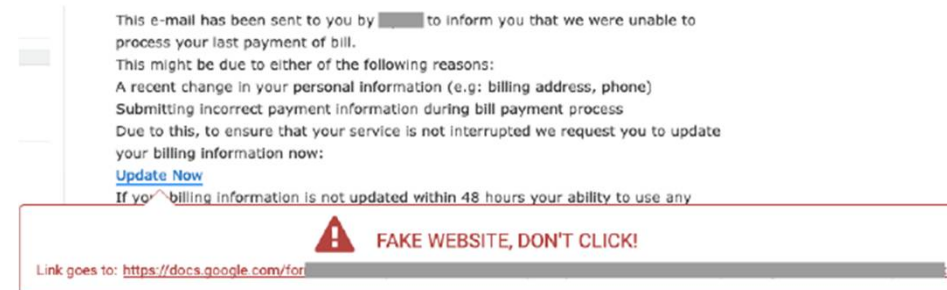 This e-mail has been sent to you by to inform you that we were unable to
process your last payment of bill.
This might be due to either of the following reasons:
A recent change in your personal information (e.g: billing address, phone)
Submitting incorrect payment information during bill payment process
Due to this, to ensure that your service is not interrupted we request you to update
your billing information now:
Update Now
If billing information is not updated within 48 hours your ability to use any
FAKE WEBSITE, DON'T CLICK!
Link goes to: https://docs.google.com/for